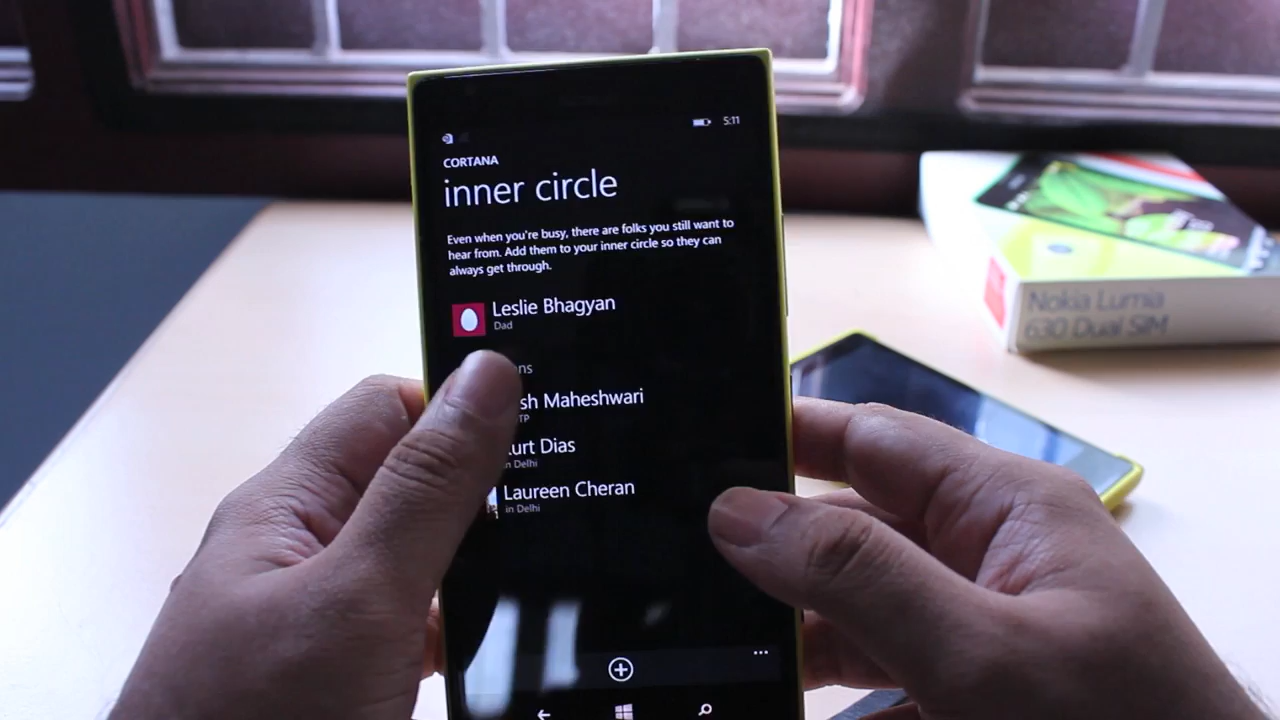 5:11
CORTANA
inner circle
Even when you're busy, there are folks you still want to
hear from. Add them to your inner circle so they can
always get through.
Leslie Bhagyan
Dad
Maheshwari
Dias
in Delhi
Laureen Cheran
in Delhi
Nokia Lumia
630 Dual SIM